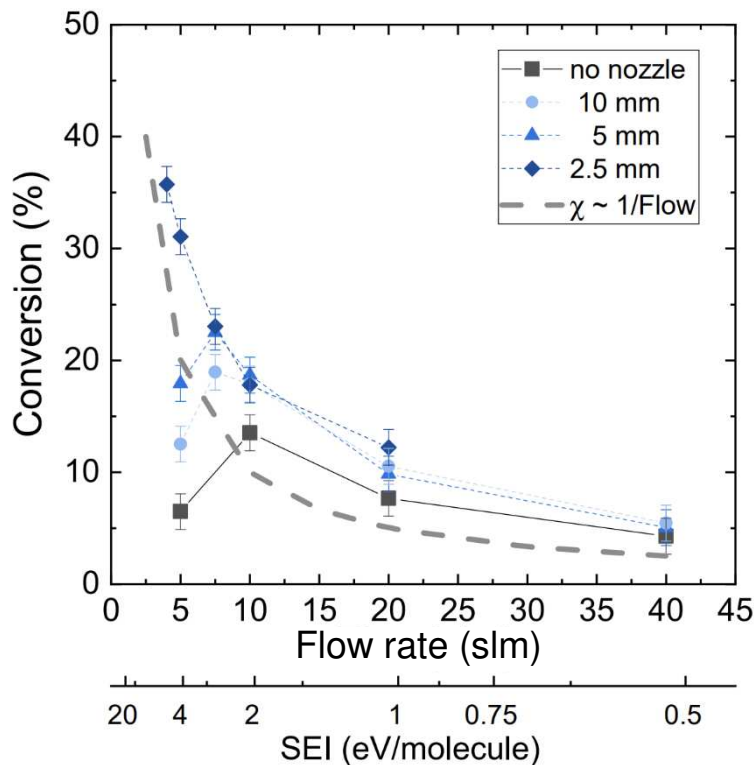 50
40
30
20
10
0
Conversion (%)
no nozzle
10 mm
5 mm
2.5 mm
χ ~ 1/Flow
0 5 10 15 20 25 30 35 40 45
Flow rate (slm)
20 4 2 1 0.75 0.5
SEI (eV/molecule)